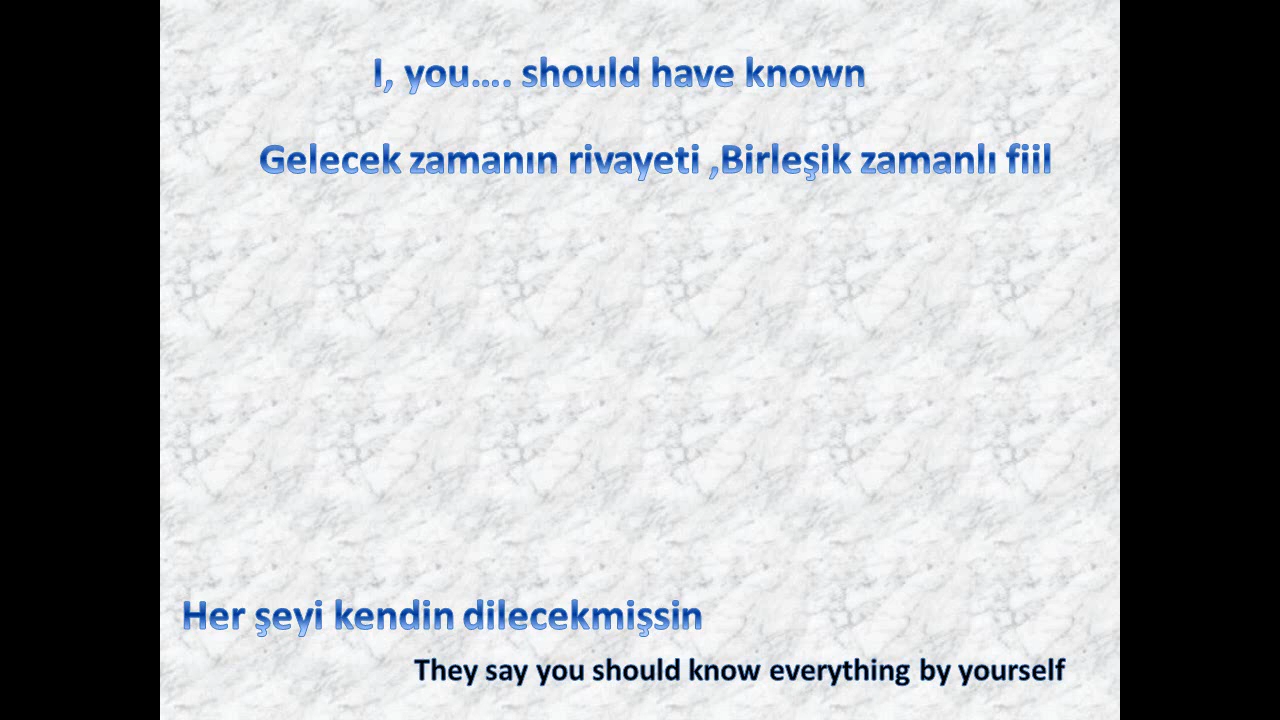 I, you…. should have known
Gelecek zamanın rivayeti ,Birleşik zamanlı fiil
Her şeyi kendin dilecekmişsin
They say you should know everything by yourself